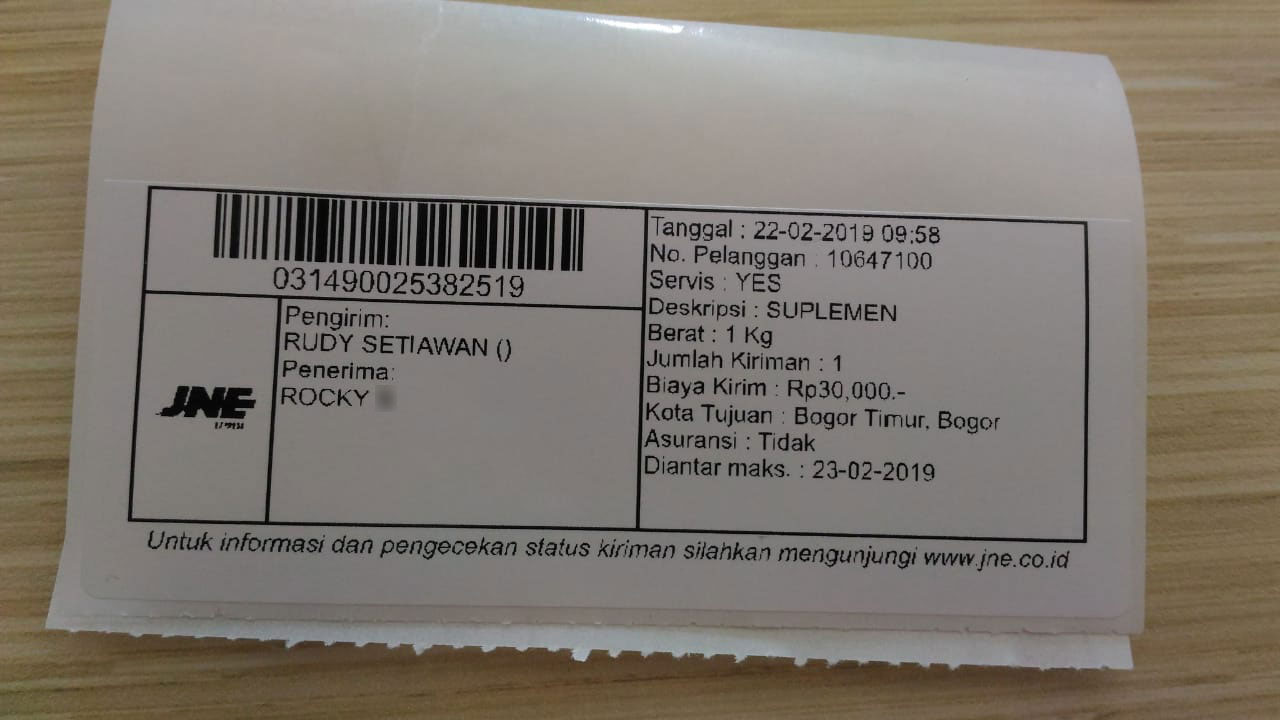 031490025382519
Pengirim:
RUDY SETIAWAN ()
Penerima:
ROCKY
JNE
EXPRESS
Tanggal : 22-02-2019 09:58
No. Pelanggan : 10647100
Servis : YES
Deskripsi : SUPLEMEN
Berat : 1 Kg
Jumlah Kiriman : 1
Biaya Kirim : Rp30,000.-
Kota Tujuan : Bogor Timur, Bogor
Asuransi : Tidak
Diantar maks. : 23-02-2019
Untuk informasi dan pengecekan status kiriman silahkan mengunjungi www.jne.co.id